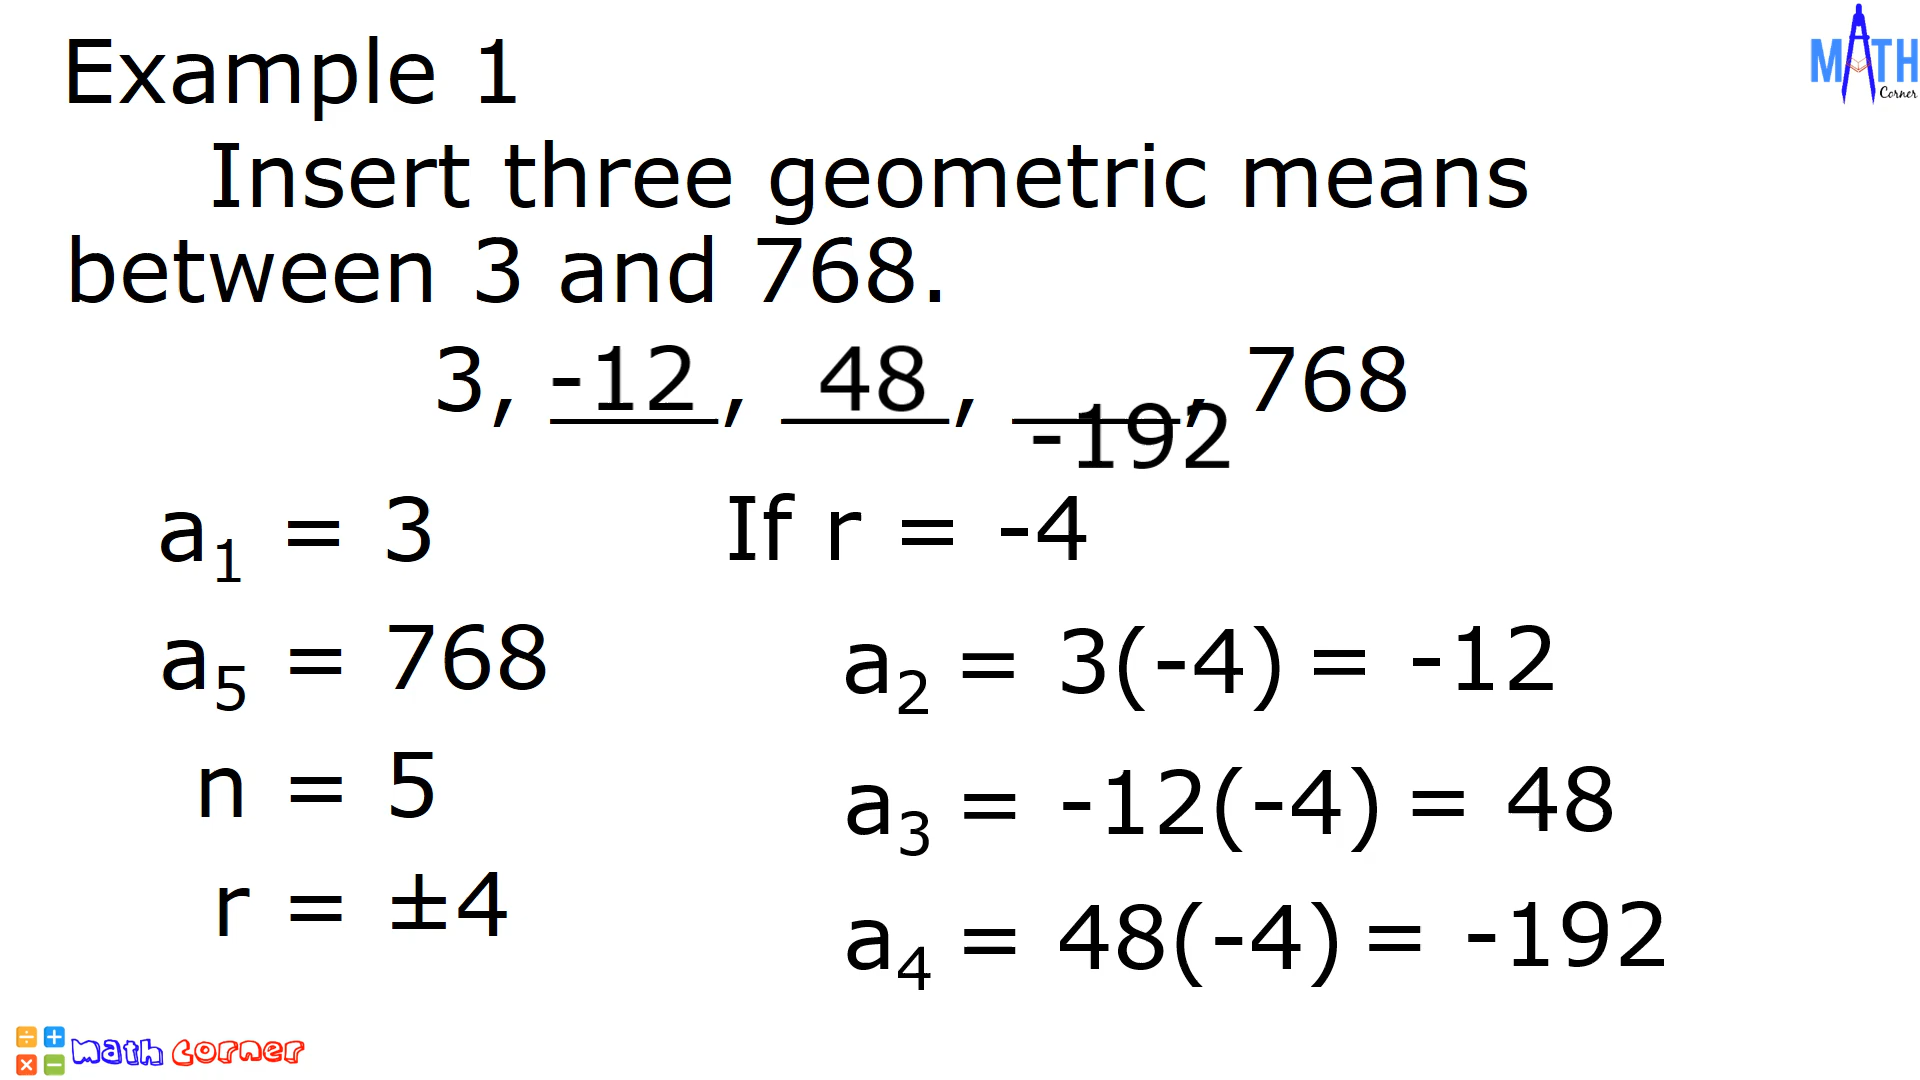 Example 1
MATH
Corner
Insert three geometric means
between 3 and 768.
3, -12, 48, -192, 768
a₁ = 3
If r = -4
a₅ = 768
a₂ = 3(-4) = -12
n = 5
a₃ = -12(-4) = 48
r = ±4
a₄ = 48(-4) = -192
÷ + × − math corner